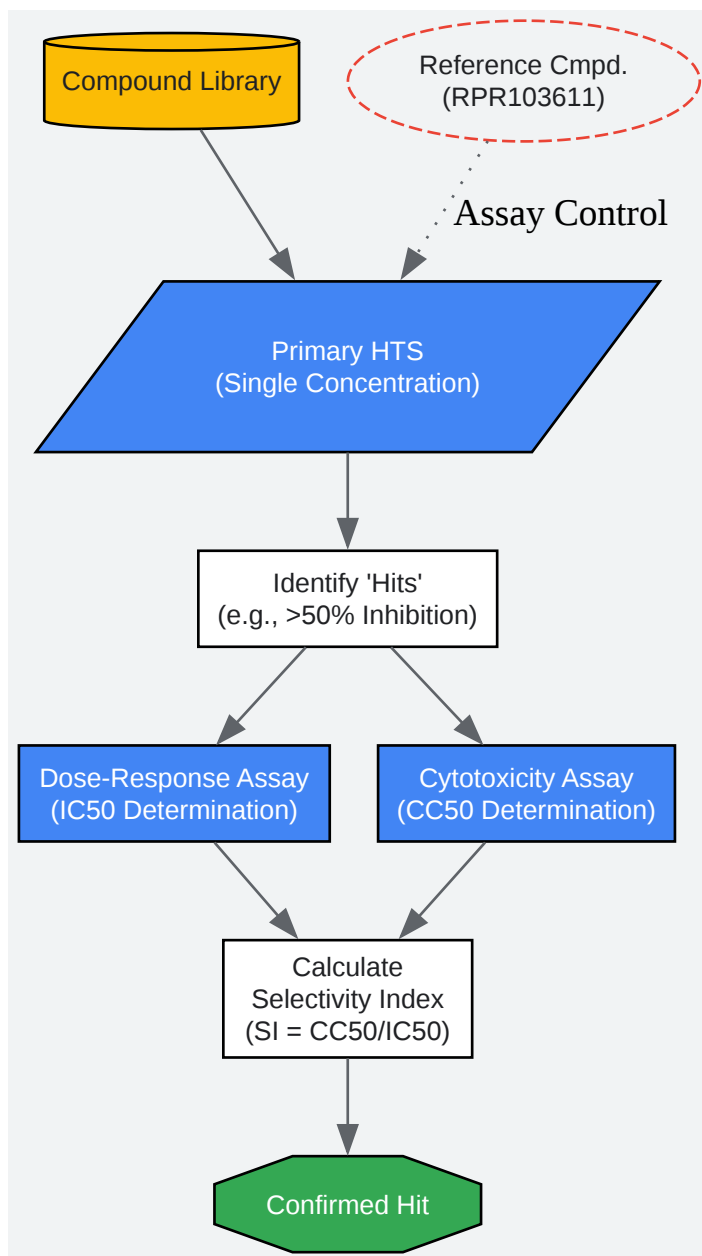 Compound Library
Reference Cmpd.
(RPR103611)
Assay Control
Primary HTS
(Single Concentration)
Identify 'Hits'
(e.g., >50% Inhibition)
Dose-Response Assay
(IC50 Determination)
Cytotoxicity Assay
(CC50 Determination)
Calculate
Selectivity Index
(SI = CC50/IC50)
Confirmed Hit